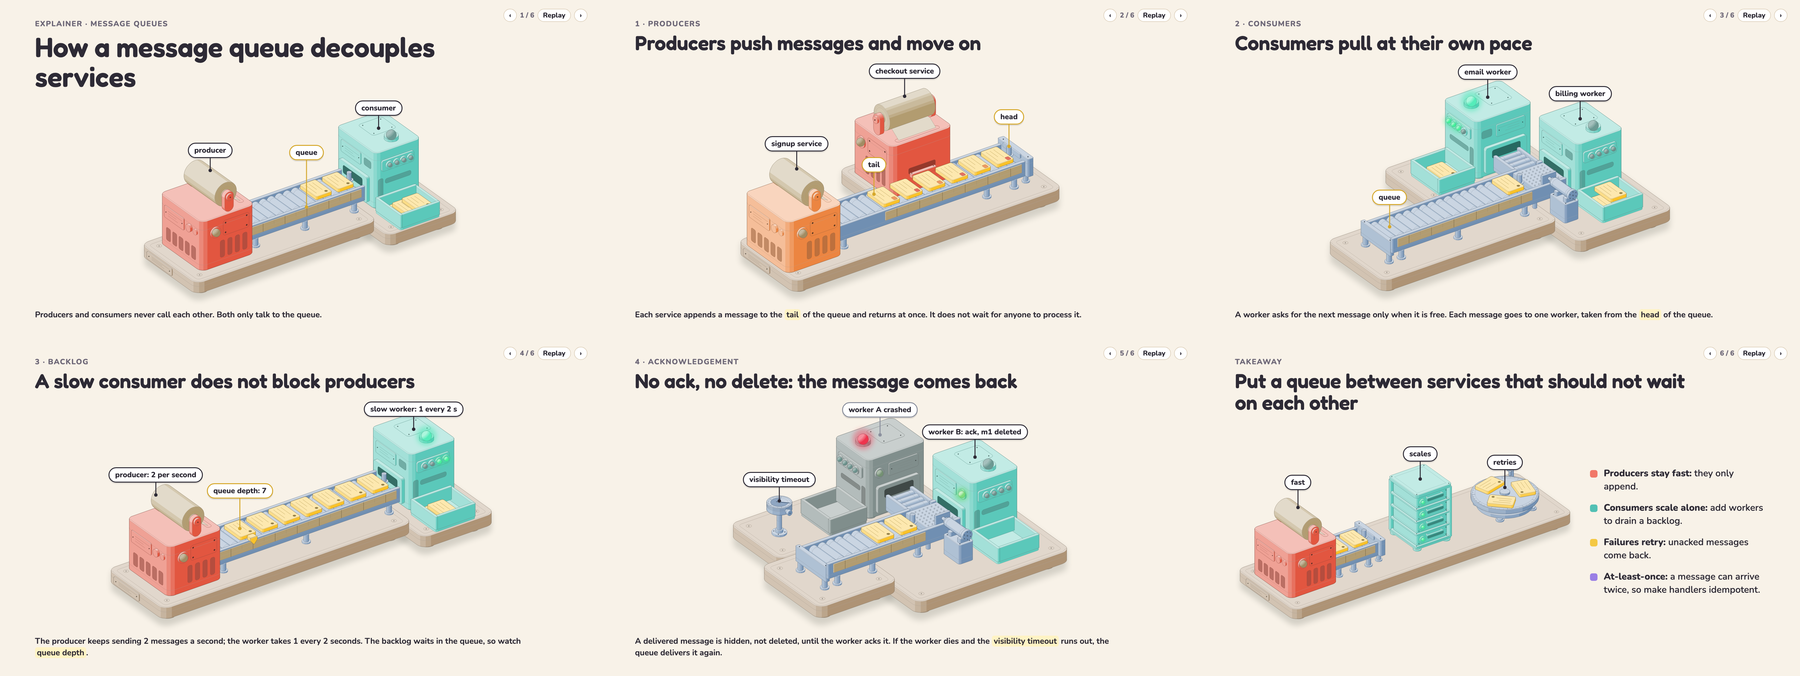 ‹ 1 / 6 Replay ›
EXPLAINER · MESSAGE QUEUES
How a message queue decouples
services
consumer
producer
queue
Producers and consumers never call each other. Both only talk to the queue.
‹ 2 / 6 Replay ›
1 · PRODUCERS
Producers push messages and move on
checkout service
head
signup service
tail
Each service appends a message to the tail of the queue and returns at once. It does not wait for anyone to process it.
‹ 3 / 6 Replay ›
2 · CONSUMERS
Consumers pull at their own pace
email worker
billing worker
queue
A worker asks for the next message only when it is free. Each message goes to one worker, taken from the head of the queue.
‹ 4 / 6 Replay ›
3 · BACKLOG
A slow consumer does not block producers
slow worker: 1 every 2 s
producer: 2 per second
queue depth: 7
The producer keeps sending 2 messages a second; the worker takes 1 every 2 seconds. The backlog waits in the queue, so watch
queue depth.
‹ 5 / 6 Replay ›
4 · ACKNOWLEDGEMENT
No ack, no delete: the message comes back
worker A crashed
worker B: ack, m1 deleted
visibility timeout
A delivered message is hidden, not deleted, until the worker acks it. If the worker dies and the visibility timeout runs out, the
queue delivers it again.
‹ 6 / 6 Replay ›
TAKEAWAY
Put a queue between services that should not wait
on each other
scales
retries
fast
Producers stay fast: they only
append.
Consumers scale alone: add workers
to drain a backlog.
Failures retry: unacked messages
come back.
At-least-once: a message can arrive
twice, so make handlers idempotent.